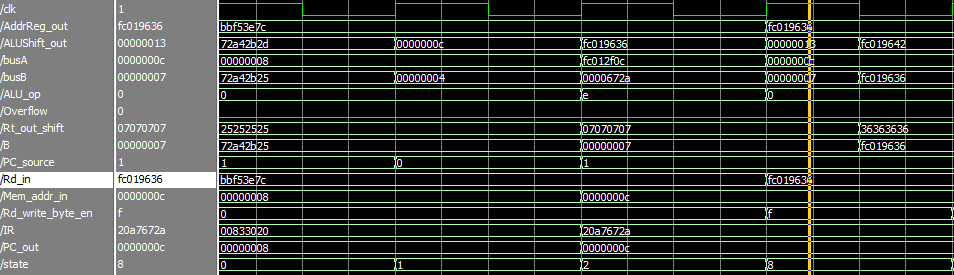 /clk 1
/AddrReg_out fc019636 bbf53e7c fc019636
/ALUShift_out 00000013 72a42b2d 0000000c fc019636 00000013 fc019642
/busA 0000000c 00000008 fc012f0c 0000000c
/busB 00000007 72a42b25 00000004 0000672a 00000007 fc019636
/ALU_op 0 0 e 0
/Overflow 0
/Rt_out_shift 07070707 25252525 07070707 36363636
/B 00000007 72a42b25 00000007 fc019636
/PC_source 1 1 0 1
/Rd_in fc019636 bbf53e7c fc019636
/Mem_addr_in 0000000c 00000008 0000000c
/Rd_write_byte_en f 0 f
/IR 20a7672a 00833020 20a7672a
/PC_out 0000000c 00000008 0000000c
/state 8 0 1 2 8